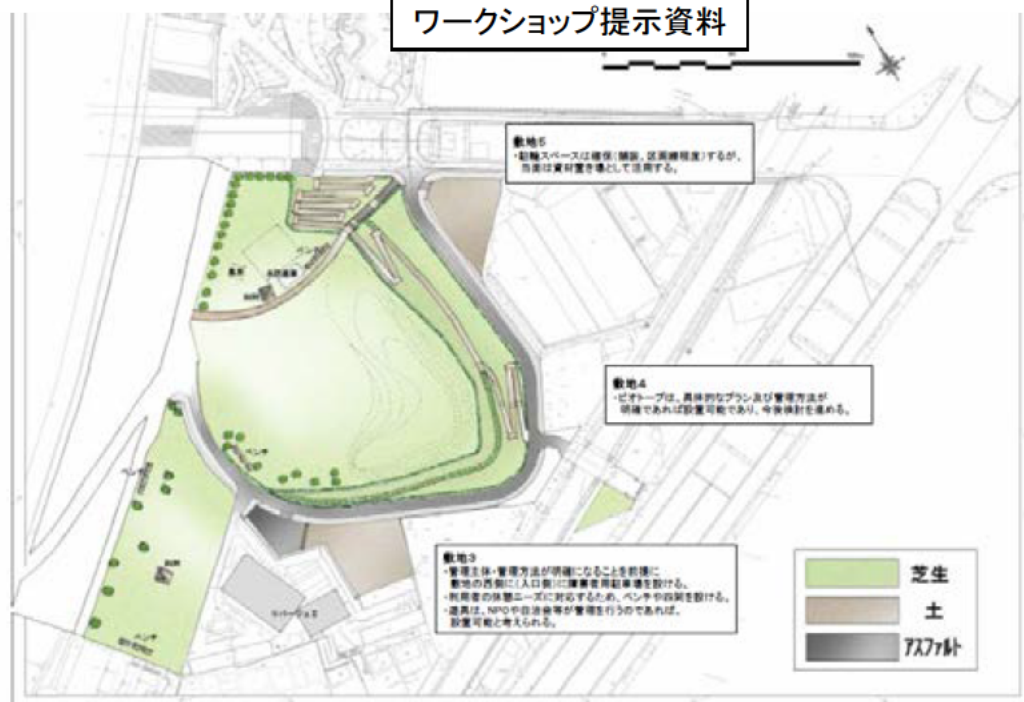 ワークショップ提示資料
敷地5
・駐輪スペースは確保(舗装、区画線程度)するが、
当面は資材置き場として活用する。
ベンチ
敷地4
・ビオトープは、具体的なプラン及び管理方法が
明確であれば設置可能であり、今後検討を進める。
ベンチ
ベンチ
敷地3
・管理主体・管理方法が明確になることを前提に
敷地の西側に(入口側)に障害者用駐車場を設ける。
・利用者の休憩ニーズに対応するため、ベンチや四阿を設ける。
・遊具は、NPOや自治会等が管理を行うのであれば、
設置可能と考えられる。
ベンチ
芝生
土
アスファルト